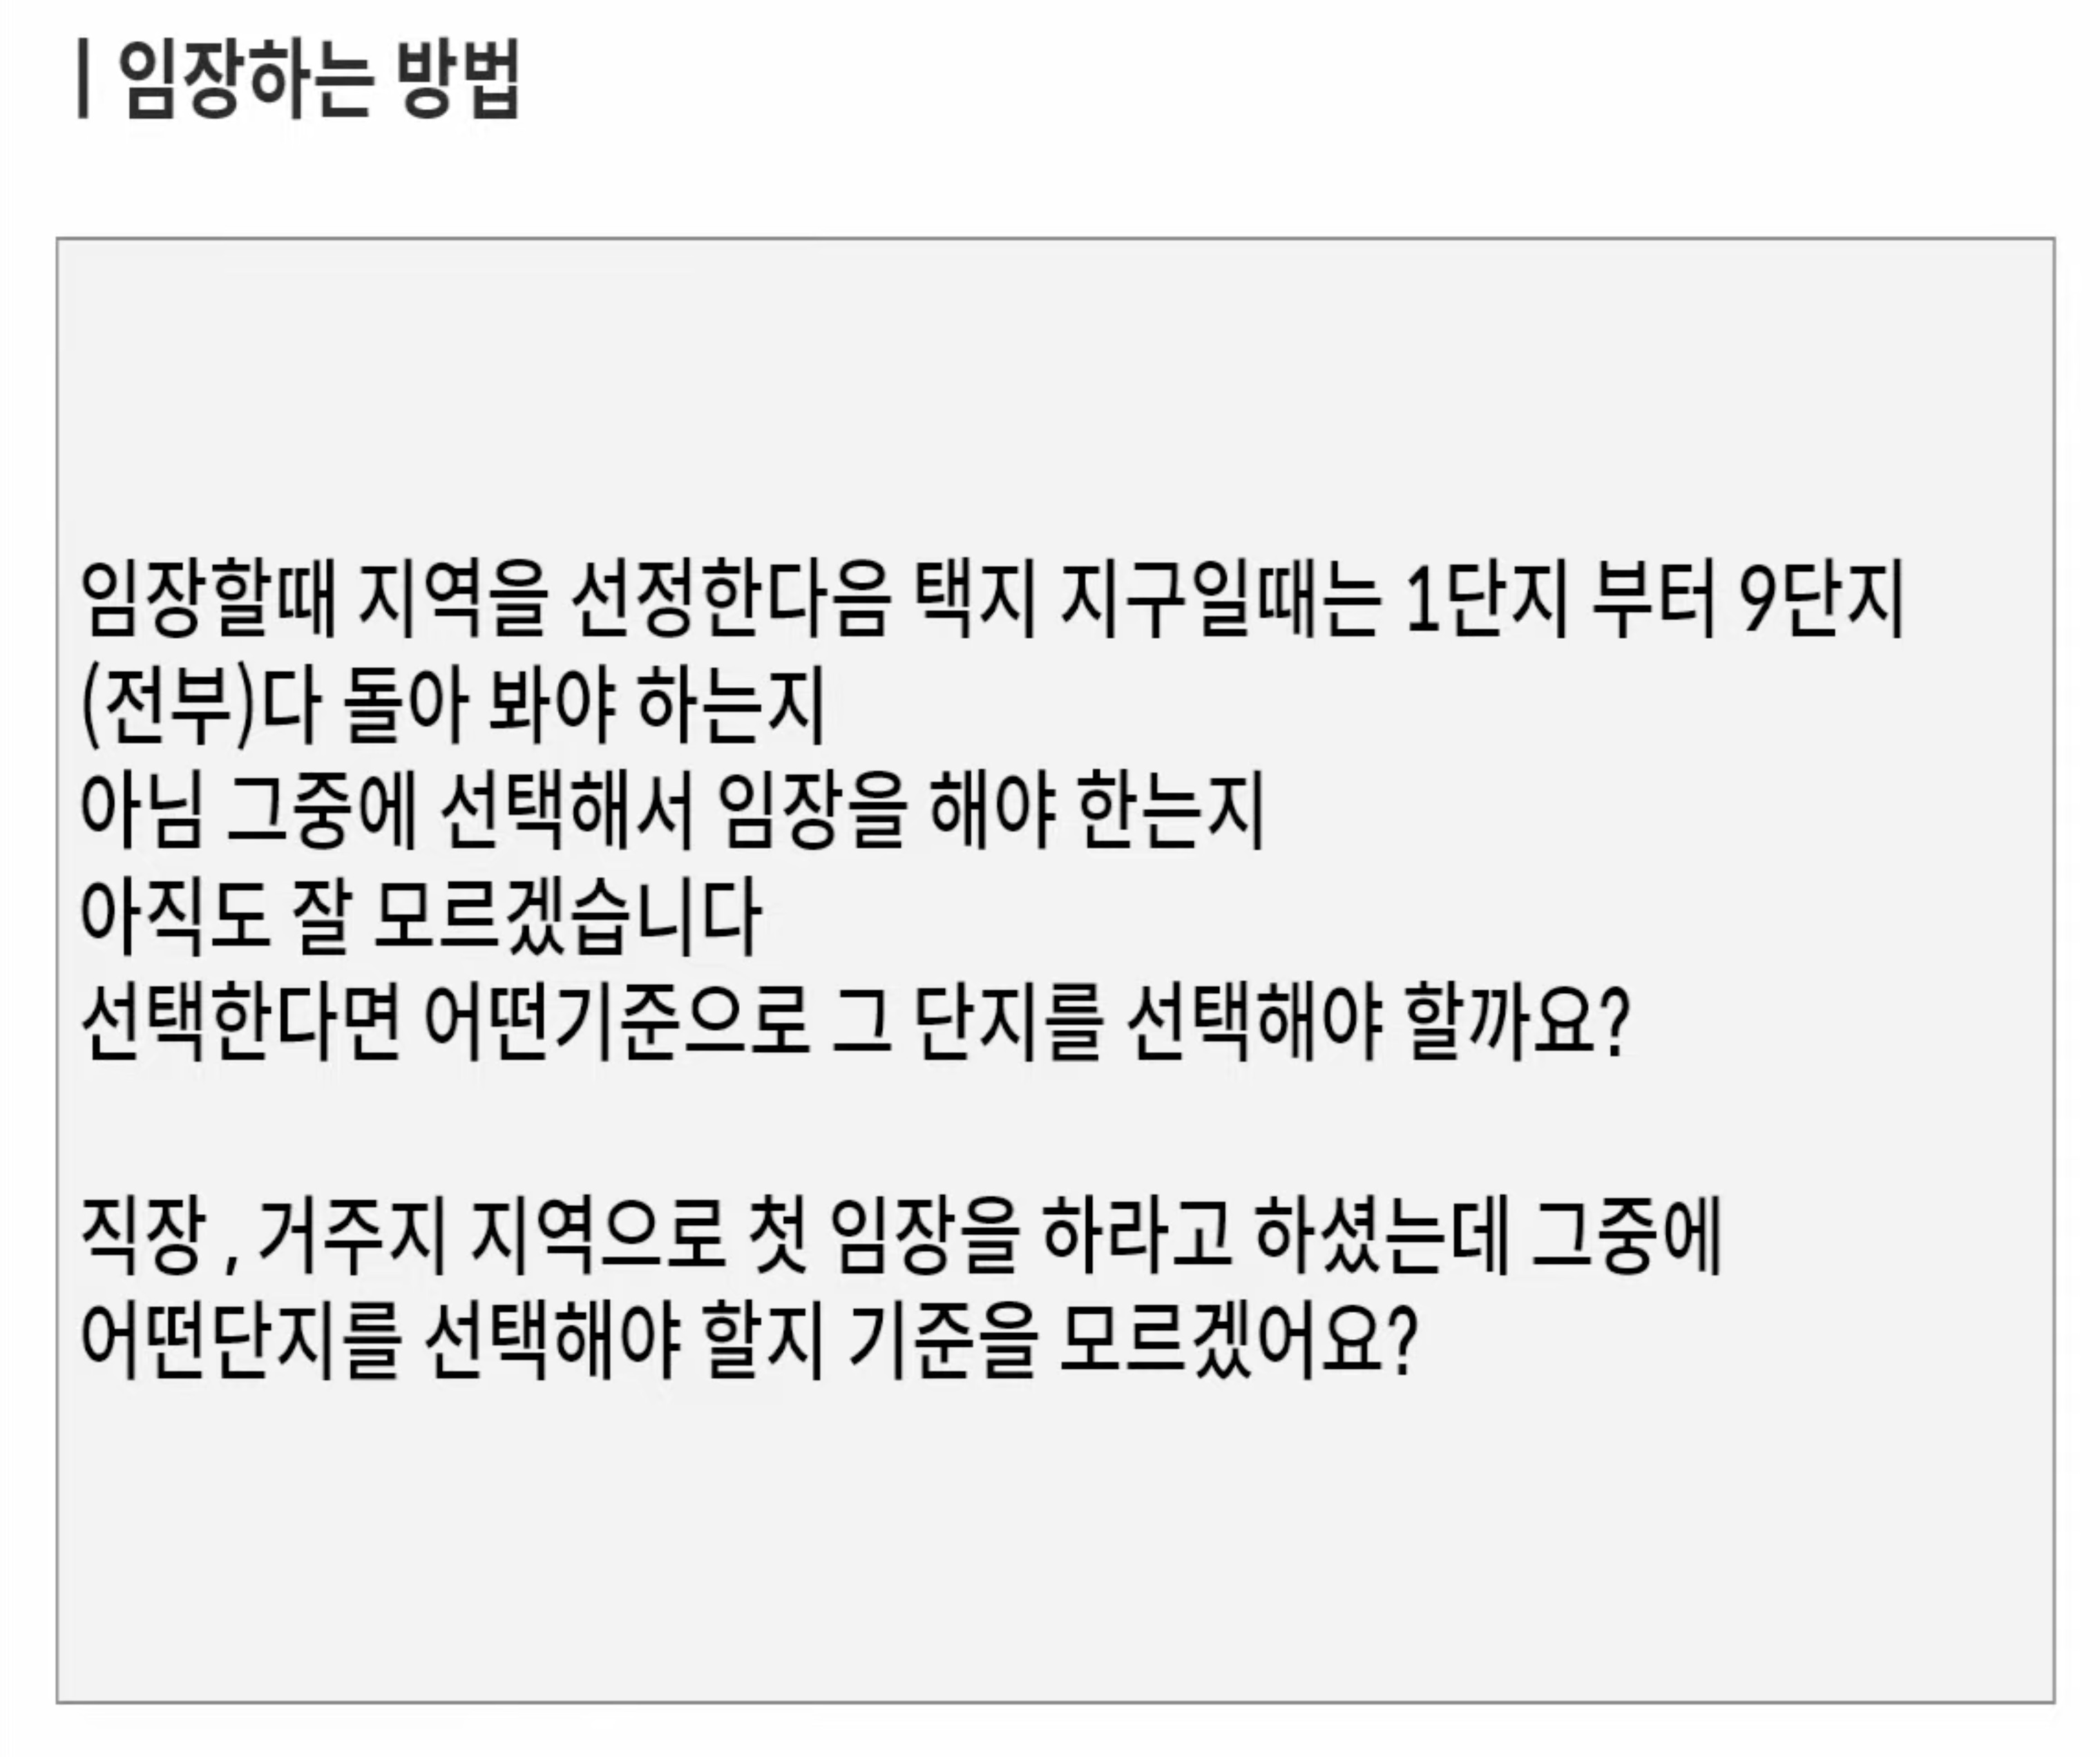 | 임장하는 방법
임장할때 지역을 선정한다음 택지 지구일때는 1단지 부터 9단지
(전부)다 돌아 봐야 하는지
아님 그중에 선택해서 임장을 해야 한는지
아직도 잘 모르겠습니다
선택한다면 어떤기준으로 그 단지를 선택해야 할까요?
직장 , 거주지 지역으로 첫 임장을 하라고 하셨는데 그중에
어떤단지를 선택해야 할지 기준을 모르겠어요?